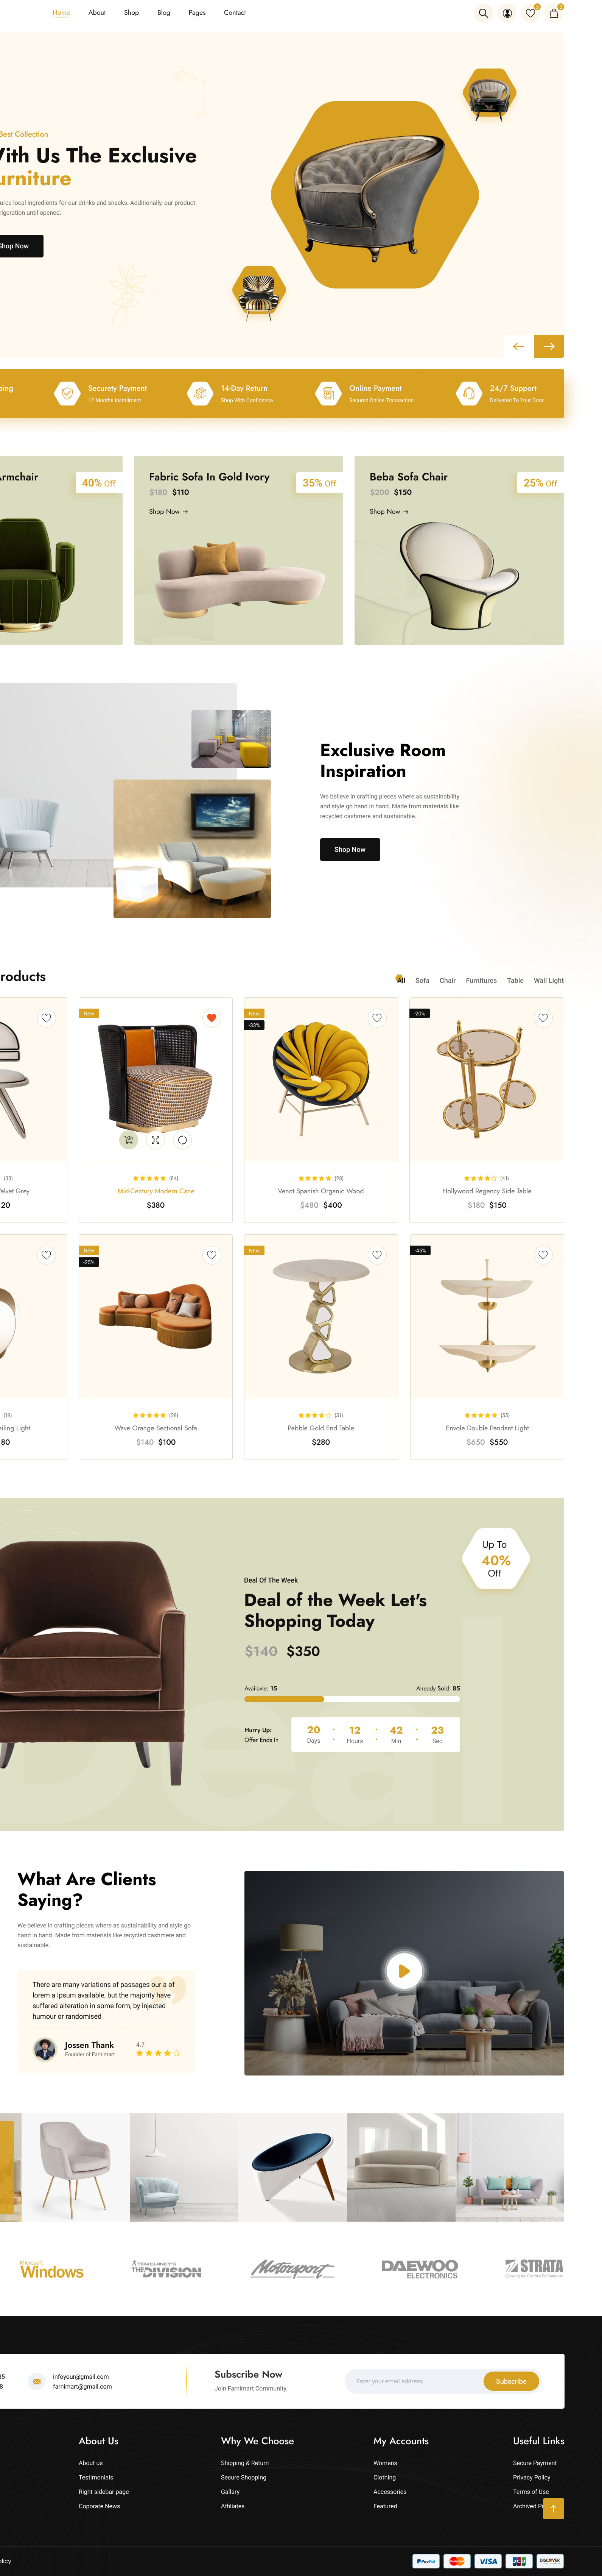 Home About Shop Blog Pages Contact
Best Collection
With Us The Exclusive
urniture
urce local ingredients for our drinks and snacks. Additionally, our product
rigeration until opened.
Shop Now
ping
Securety Payment
12 Months Installment
14-Day Return
Shop With Confidence
Online Payment
Secured Online Transaction
24/7 Support
Delivered To Your Door
Armchair
40% Off
Fabric Sofa In Gold Ivory
$180 $110
Shop Now →
35% Off
Beba Sofa Chair
$200 $150
Shop Now →
25% Off
Exclusive Room
Inspiration
We believe in crafting pieces where as sustainability
and style go hand in hand. Made from materials like
recycled cashmere and sustainable.
Shop Now
roducts
All Sofa Chair Furnitures Table Wall Light
New
New
-33%
-20%
(33)
elvet Grey
20
(64)
Mid-Century Modern Cane
$380
(28)
Venot Spanish Organic Wood
$480 $400
(41)
Hollywood Regency Side Table
$180 $150
New
-25%
New
-45%
(18)
iling Light
80
(28)
Wave Orange Sectional Sofa
$140 $100
(31)
Pebble Gold End Table
$280
(55)
Envole Double Pendant Light
$650 $550
Up To
40%
Off
Deal Of The Week
Deal of the Week Let's
Shopping Today
$140 $350
Availavle: 15
Already Sold: 85
Hurry Up:
Offer Ends In
20 : 12 : 42 : 23
Days Hours Min Sec
Deal
What Are Clients
Saying?
We believe in crafting pieces where as sustainability and style go
hand in hand. Made from materials like recycled cashmere and
sustainable.
There are many variations of passages our a of
lorem a Ipsum available, but the majority have
suffered alteration in some form, by injected
humour or randomised
Jossen Thank
Founder of Farnimart
4.7
Microsoft
Windows
TOM CLANCY'S
THE DIVISION
Motorsport
DAEWOO
ELECTRONICS
STRATA
35
8
infoyour@gmail.com
farnimart@gmail.com
Subscribe Now
Join Farnimart Community.
Enter your email address
Subscribe
About Us
About us
Testimonials
Right sidebar page
Coporate News
Why We Choose
Shipping & Return
Secure Shopping
Gallary
Affiliates
My Accounts
Womens
Clothing
Accessories
Featured
Useful Links
Secure Payment
Privacy Policy
Terms of Use
Archived Pr
olicy
PayPal
mastercard
VISA
JCB
DISCOVER